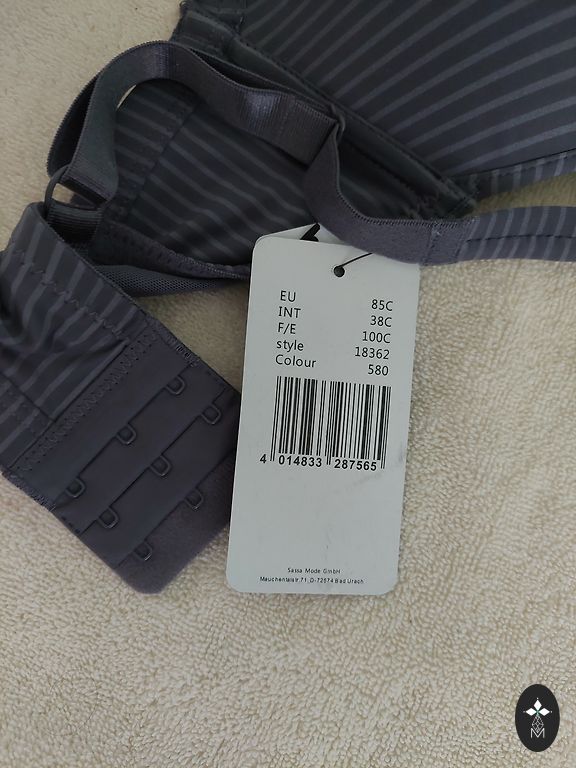 EU 85C
INT 38C
F/E 100C
style 18362
Colour 580
4 014833 287565
Sassa Mode GmbH
Mauchentalstr.71, D-72574 Bad Urach
M